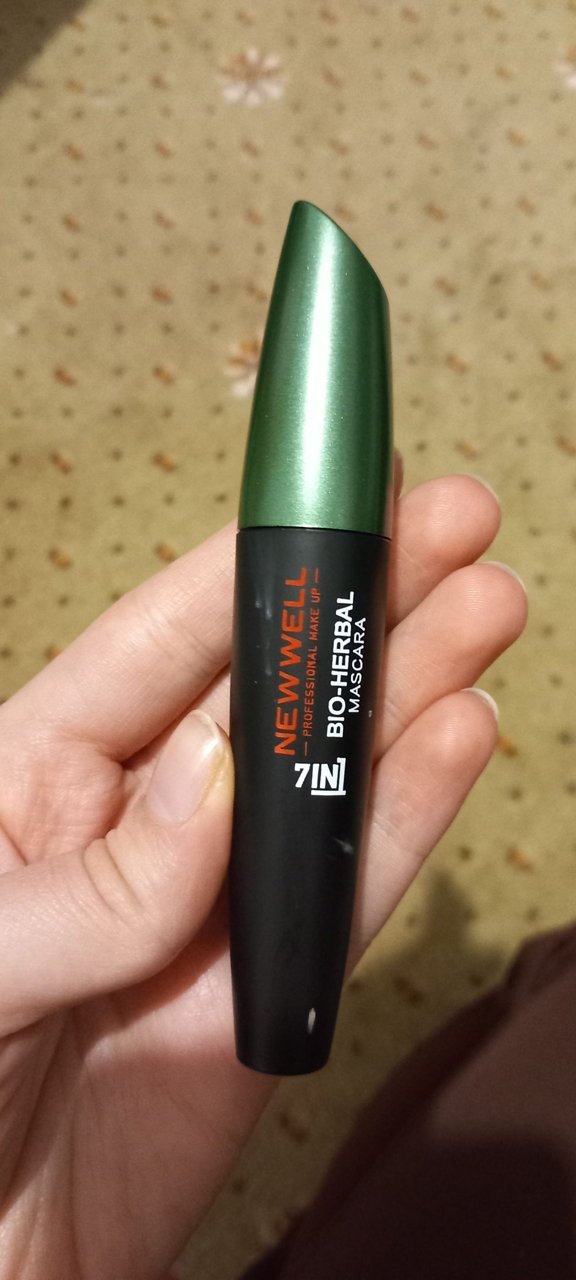 NEWWELL
— PROFESSIONAL MAKE UP —
BIO-HERBAL
MASCARA
7IN1